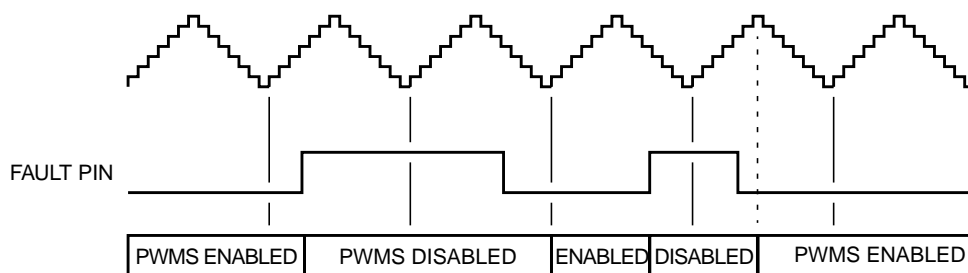 FAULT PIN
PWMS ENABLED
PWMS DISABLED
ENABLED
DISABLED
PWMS ENABLED